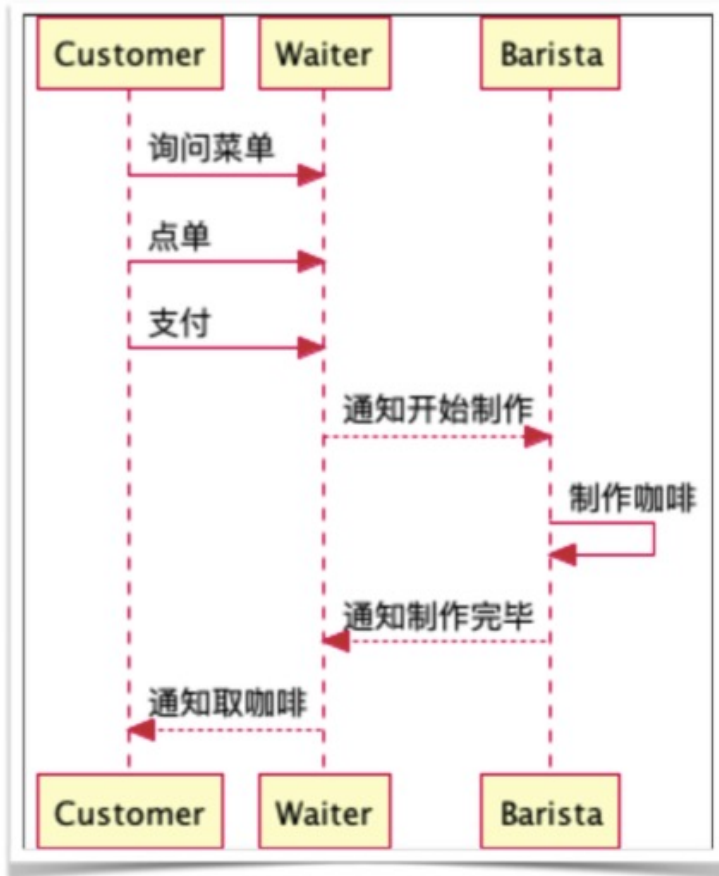 Customer Waiter Barista
询问菜单
点单
支付
通知开始制作
制作咖啡
通知制作完毕
通知取咖啡
Customer Waiter Barista